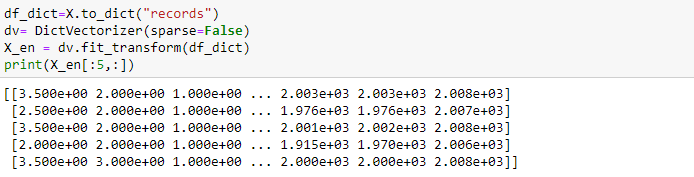 df_dict=X.to_dict("records")
dv= DictVectorizer(sparse=False)
X_en = dv.fit_transform(df_dict)
print(X_en[:5,:])
[[3.500e+00 2.000e+00 1.000e+00 ... 2.003e+03 2.003e+03 2.008e+03]
[2.500e+00 2.000e+00 1.000e+00 ... 1.976e+03 1.976e+03 2.007e+03]
[3.500e+00 2.000e+00 1.000e+00 ... 2.001e+03 2.002e+03 2.008e+03]
[2.000e+00 2.000e+00 1.000e+00 ... 1.915e+03 1.970e+03 2.006e+03]
[3.500e+00 3.000e+00 1.000e+00 ... 2.000e+03 2.000e+03 2.008e+03]]